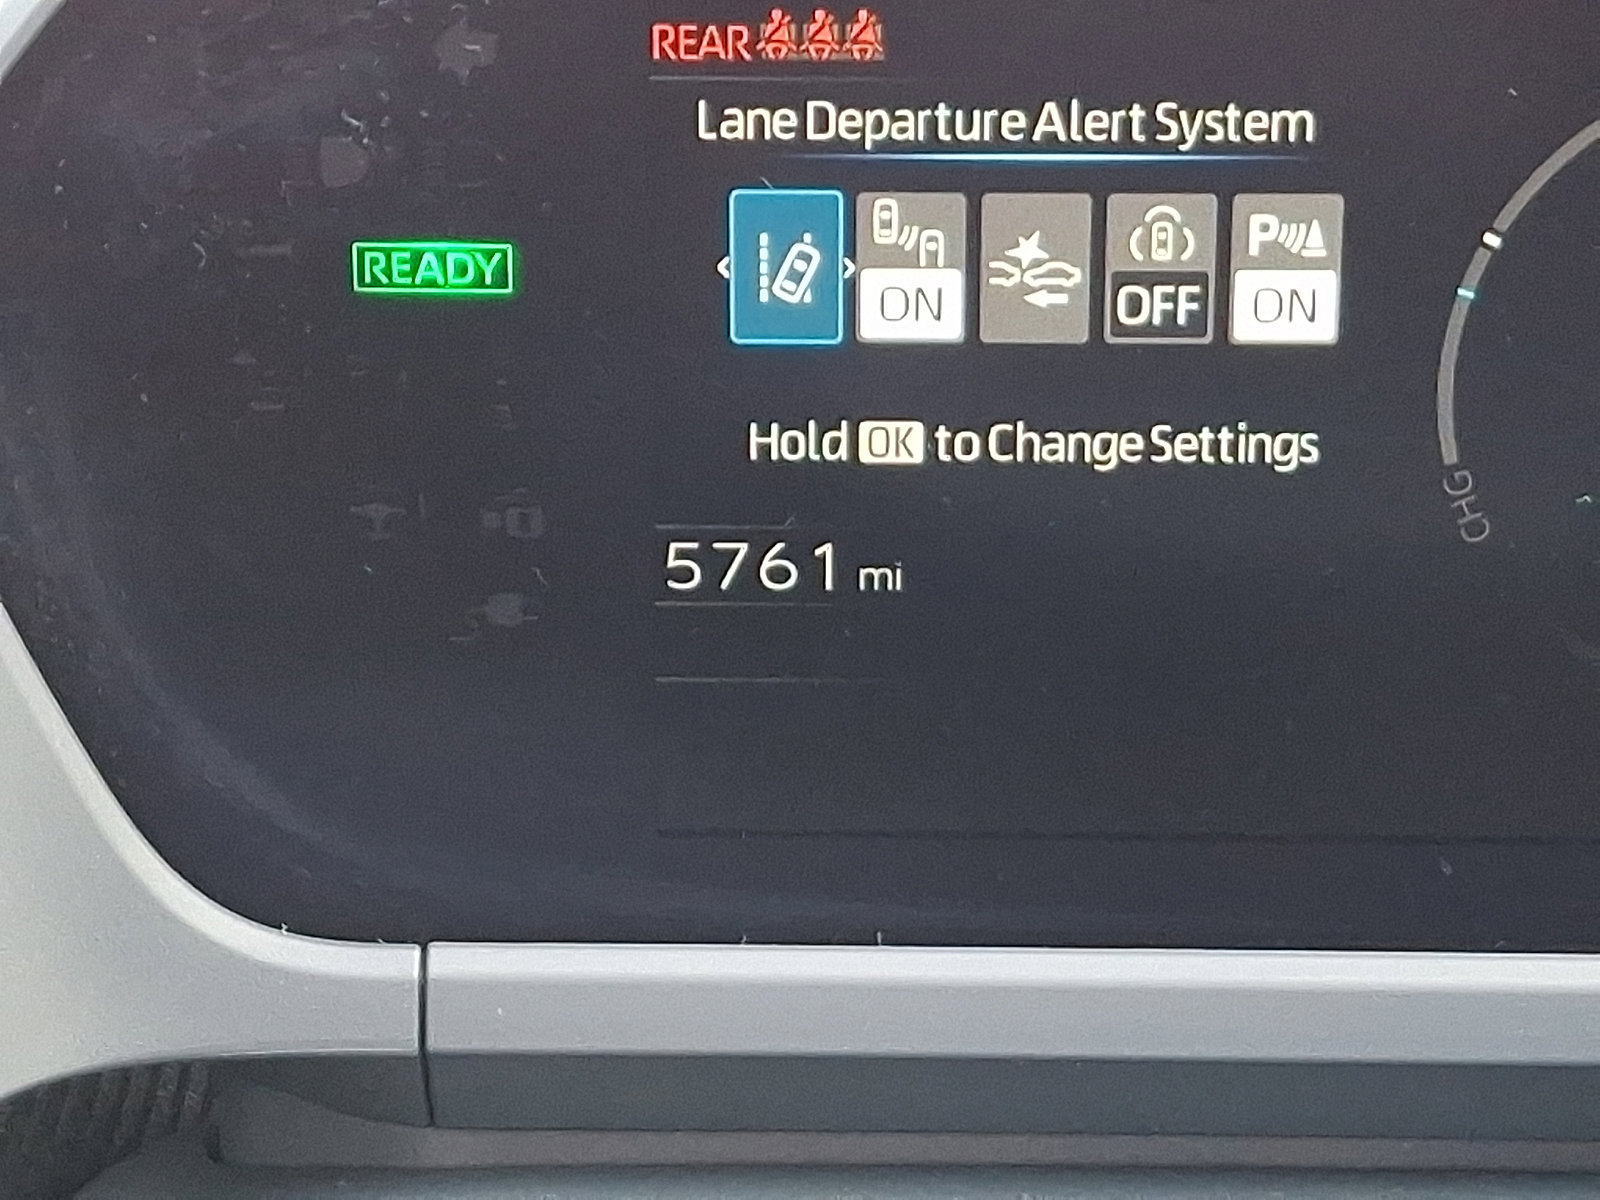 REAR
Lane Departure Alert System
READY
ON OFF P ON
Hold OK to Change Settings
CHG
5761 mi